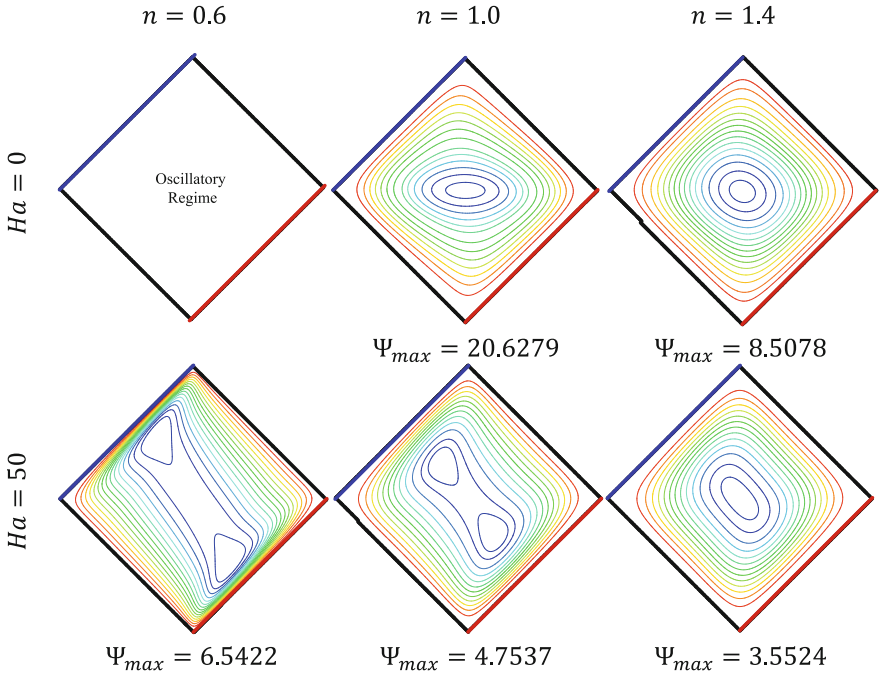 n = 0.6
n = 1.0
n = 1.4
Ha = 0
Oscillatory
Regime
Ψmax = 20.6279
Ψmax = 8.5078
Ha = 50
Ψmax = 6.5422
Ψmax = 4.7537
Ψmax = 3.5524